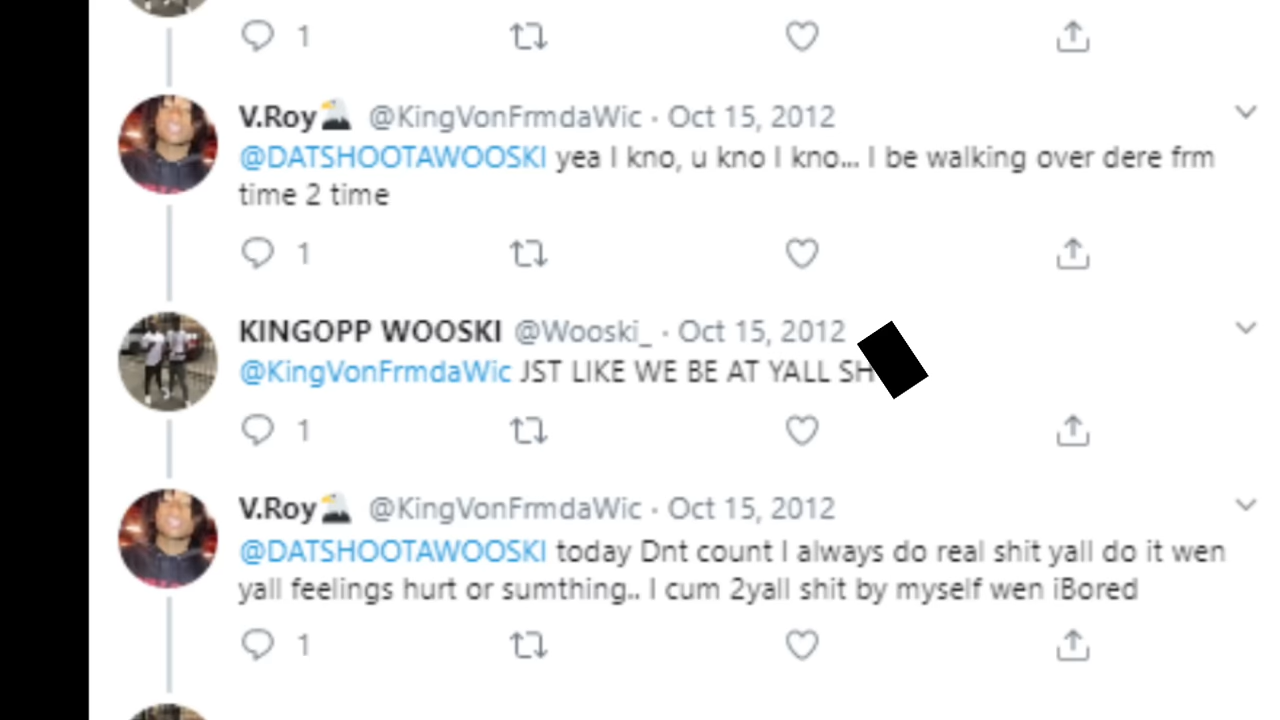 1
V.Roy @KingVonFrmdaWic · Oct 15, 2012
@DATSHOOTAWOOSKI yea I kno, u kno I kno... I be walking over dere frm
time 2 time
1
KINGOPP WOOSKI @Wooski_ · Oct 15, 2012
@KingVonFrmdaWic JST LIKE WE BE AT YALL
1
V.Roy @KingVonFrmdaWic · Oct 15, 2012
@DATSHOOTAWOOSKI today Dnt count I always do real shit yall do it wen
yall feelings hurt or sumthing.. I cum 2yall shit by myself wen iBored
1